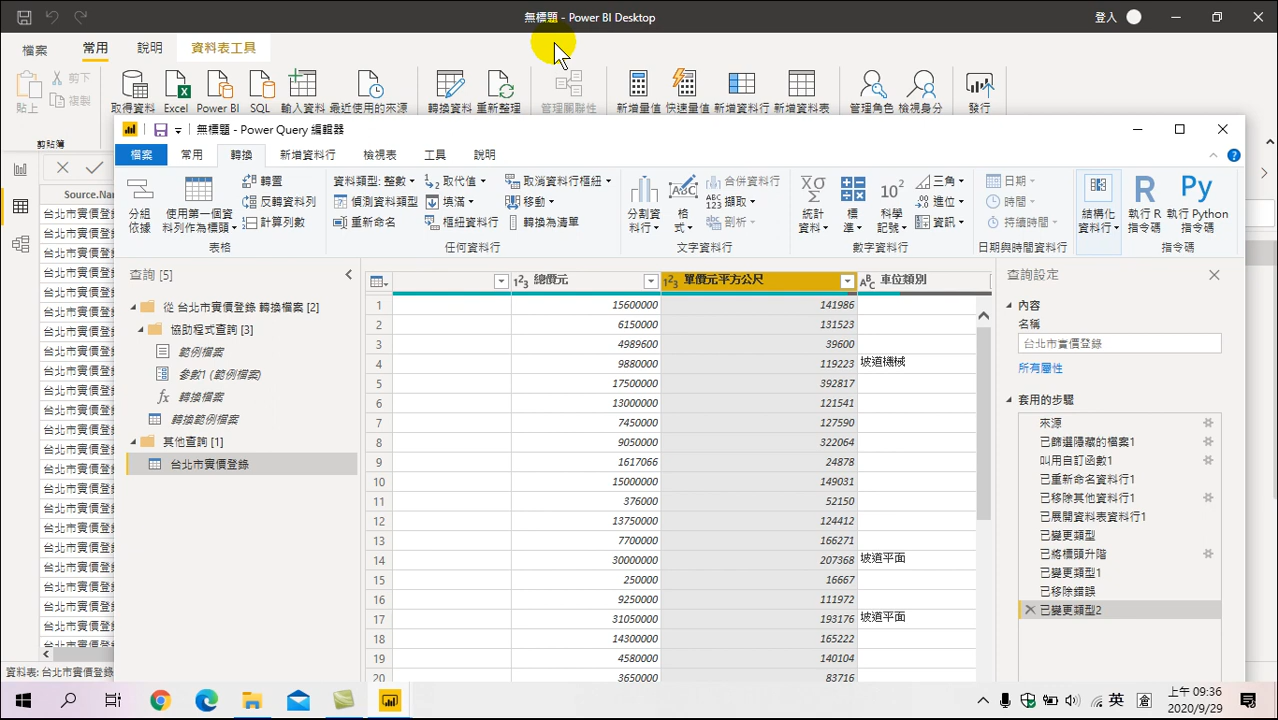 無標題 - Power BI Desktop
登入
檔案
常用
說明
資料表工具
貼上
剪下
複製
剪貼簿
取得資料
Excel
Power BI
SQL
輸入資料
最近使用的來源
轉換資料
重新整理
管理關聯性
新增量值
快速量值
新增資料行
新增資料表
管理角色
檢視身分
發行
無標題 - Power Query 編輯器
檔案
常用
轉換
新增資料行
檢視表
工具
說明
分組
依據
使用第一個資
料列作為標頭
轉置
反轉資料列
計算列數
表格
資料類型: 整數
偵測資料類型
重新命名
取代值
填滿
樞紐資料行
取消資料行樞紐
移動
轉換為清單
任何資料行
分割資
料行
格
式
合併資料行
擷取
剖析
文字資料行
統計
資料
標
準
科學
記號
三角
進位
資訊
數字資料行
日期
時間
持續時間
日期與時間資料行
結構化
資料行
執行 R
指令碼
執行 Python
指令碼
指令碼
Source.Na
查詢 [5]
從 台北市實價登錄 轉換檔案 [2]
協助程式查詢 [3]
範例檔案
參數1 (範例檔案)
fx 轉換檔案
轉換範例檔案
其他查詢 [1]
台北市實價登錄
總價元
單價元平方公尺
車位類別
1 15600000 141986
2 6150000 131523
3 4989600 39600
4 9880000 119223 坡道機械
5 17500000 392817
6 13000000 121541
7 7450000 127590
8 9050000 322064
9 1617066 24878
10 15000000 149031
11 376000 52150
12 13750000 124412
13 7700000 166271
14 30000000 207368 坡道平面
15 250000 16667
16 9250000 111972
17 31050000 193176 坡道平面
18 14300000 165222
19 4580000 140104
20 3650000 83716
查詢設定
內容
名稱
台北市實價登錄
所有屬性
套用的步驟
來源
已篩選隱藏的檔案1
叫用自訂函數1
已重新命名資料行1
已移除其他資料行1
已展開資料表資料行1
已變更類型
已將標頭升階
已變更類型1
已移除錯誤
已變更類型2
資料表: 台北市實價登錄
英
上午 09:36
2020/9/29